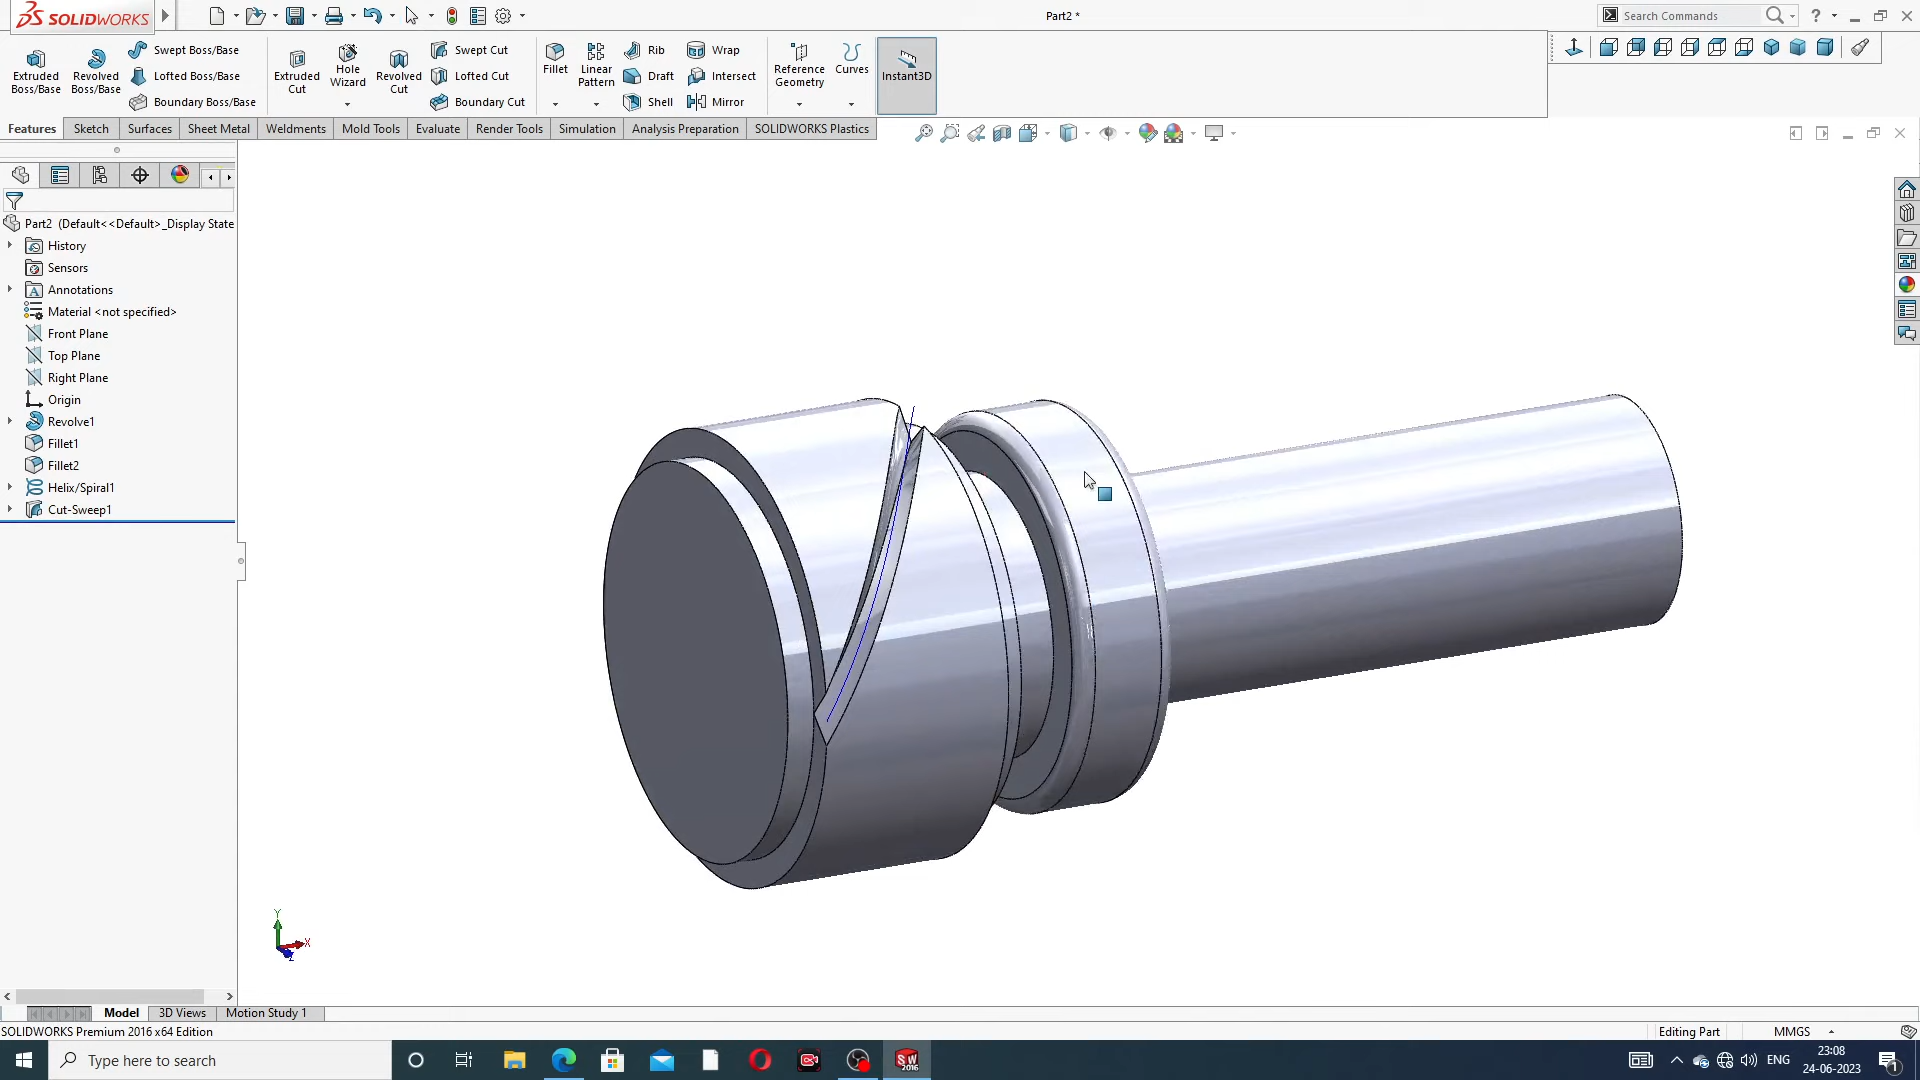 SOLIDWORKS
Part2 *
Search Commands
?
Extruded Boss/Base
Revolved Boss/Base
Swept Boss/Base
Lofted Boss/Base
Boundary Boss/Base
Extruded Cut
Hole Wizard
Revolved Cut
Swept Cut
Lofted Cut
Boundary Cut
Fillet
Linear Pattern
Rib
Draft
Shell
Wrap
Intersect
Mirror
Reference Geometry
Curves
Instant3D
Features
Sketch
Surfaces
Sheet Metal
Weldments
Mold Tools
Evaluate
Render Tools
Simulation
Analysis Preparation
SOLIDWORKS Plastics
Part2 (Default<<Default>_Display State
History
Sensors
A
Annotations
Material <not specified>
Front Plane
Top Plane
Right Plane
Origin
Revolve1
Fillet1
Fillet2
Helix/Spiral1
Cut-Sweep1
Y
X
Z
Model
3D Views
Motion Study 1
SOLIDWORKS Premium 2016 x64 Edition
Editing Part
MMGS
Type here to search
SW
2016
ENG
23:08
24-06-2023
1